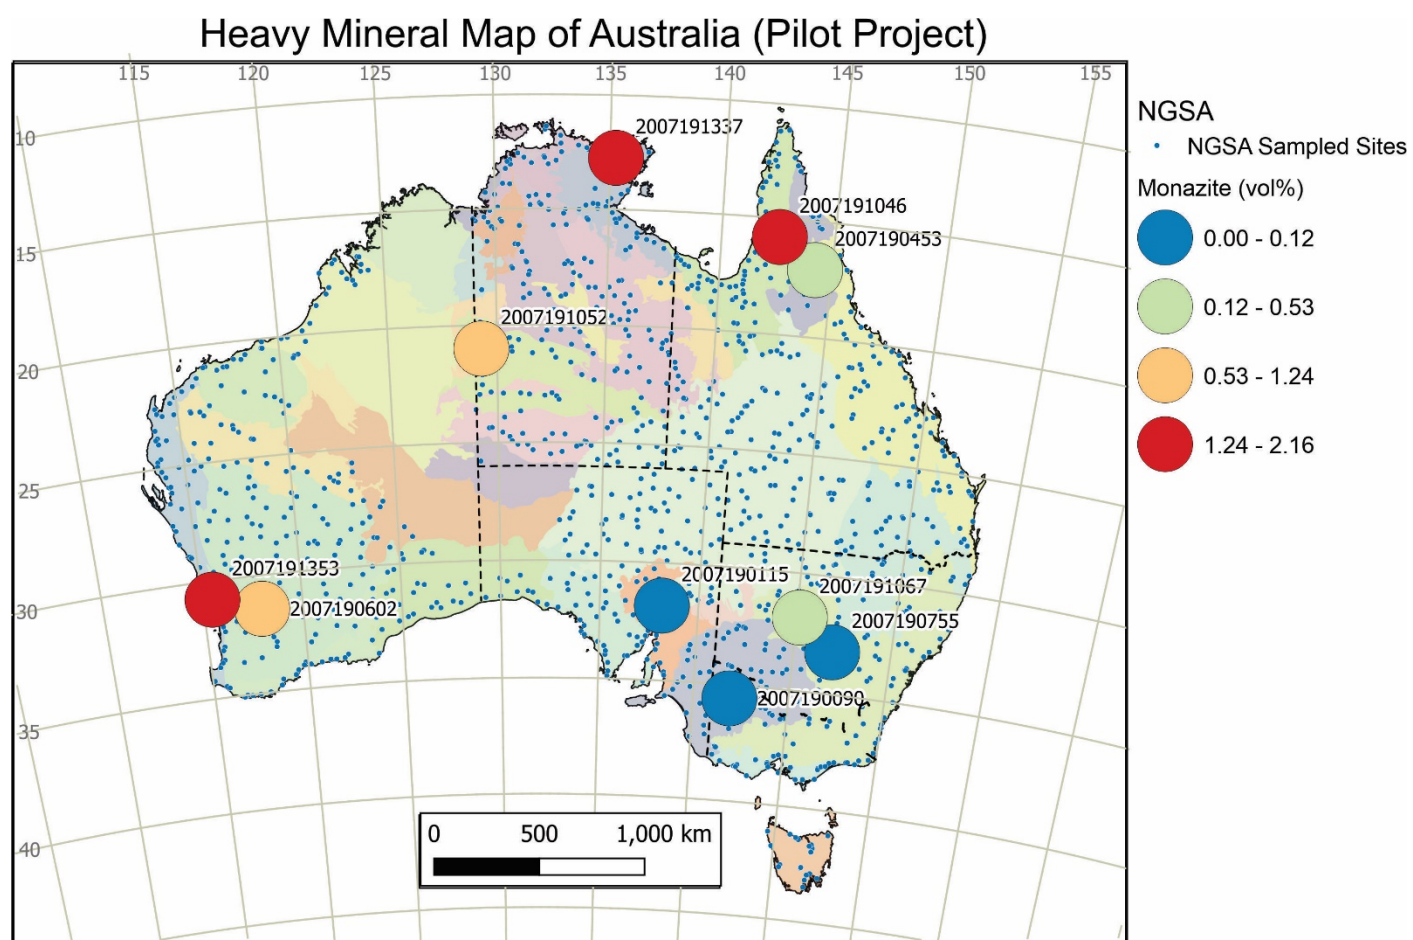 Heavy Mineral Map of Australia (Pilot Project)
115 120 125 130 135 140 145 150 155
10
15
20
25
30
35
40
2007191337
2007191046
2007190453
2007191052
2007191353
2007190602
2007190115
2007191067
2007190755
2007190090
0 500 1,000 km
NGSA
NGSA Sampled Sites
Monazite (vol%)
0.00 - 0.12
0.12 - 0.53
0.53 - 1.24
1.24 - 2.16